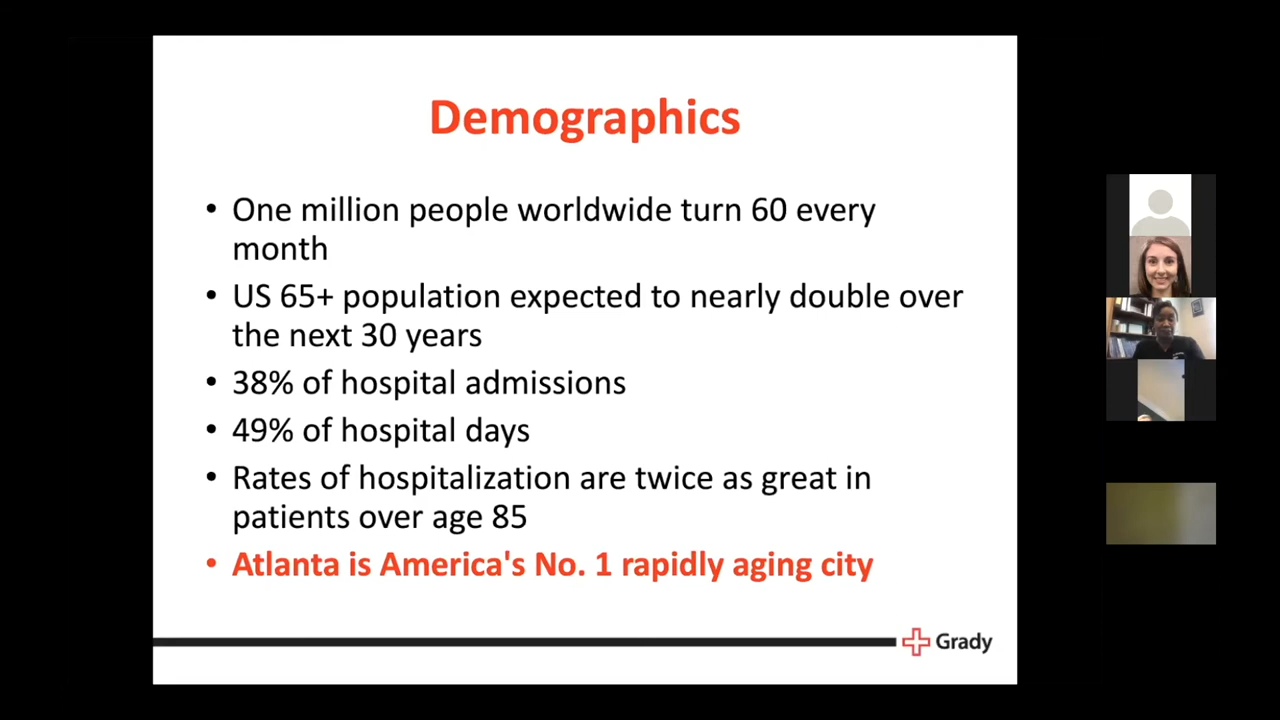 Demographics
• One million people worldwide turn 60 every
month
• US 65+ population expected to nearly double over
the next 30 years
• 38% of hospital admissions
• 49% of hospital days
• Rates of hospitalization are twice as great in
patients over age 85
• Atlanta is America's No. 1 rapidly aging city
Grady